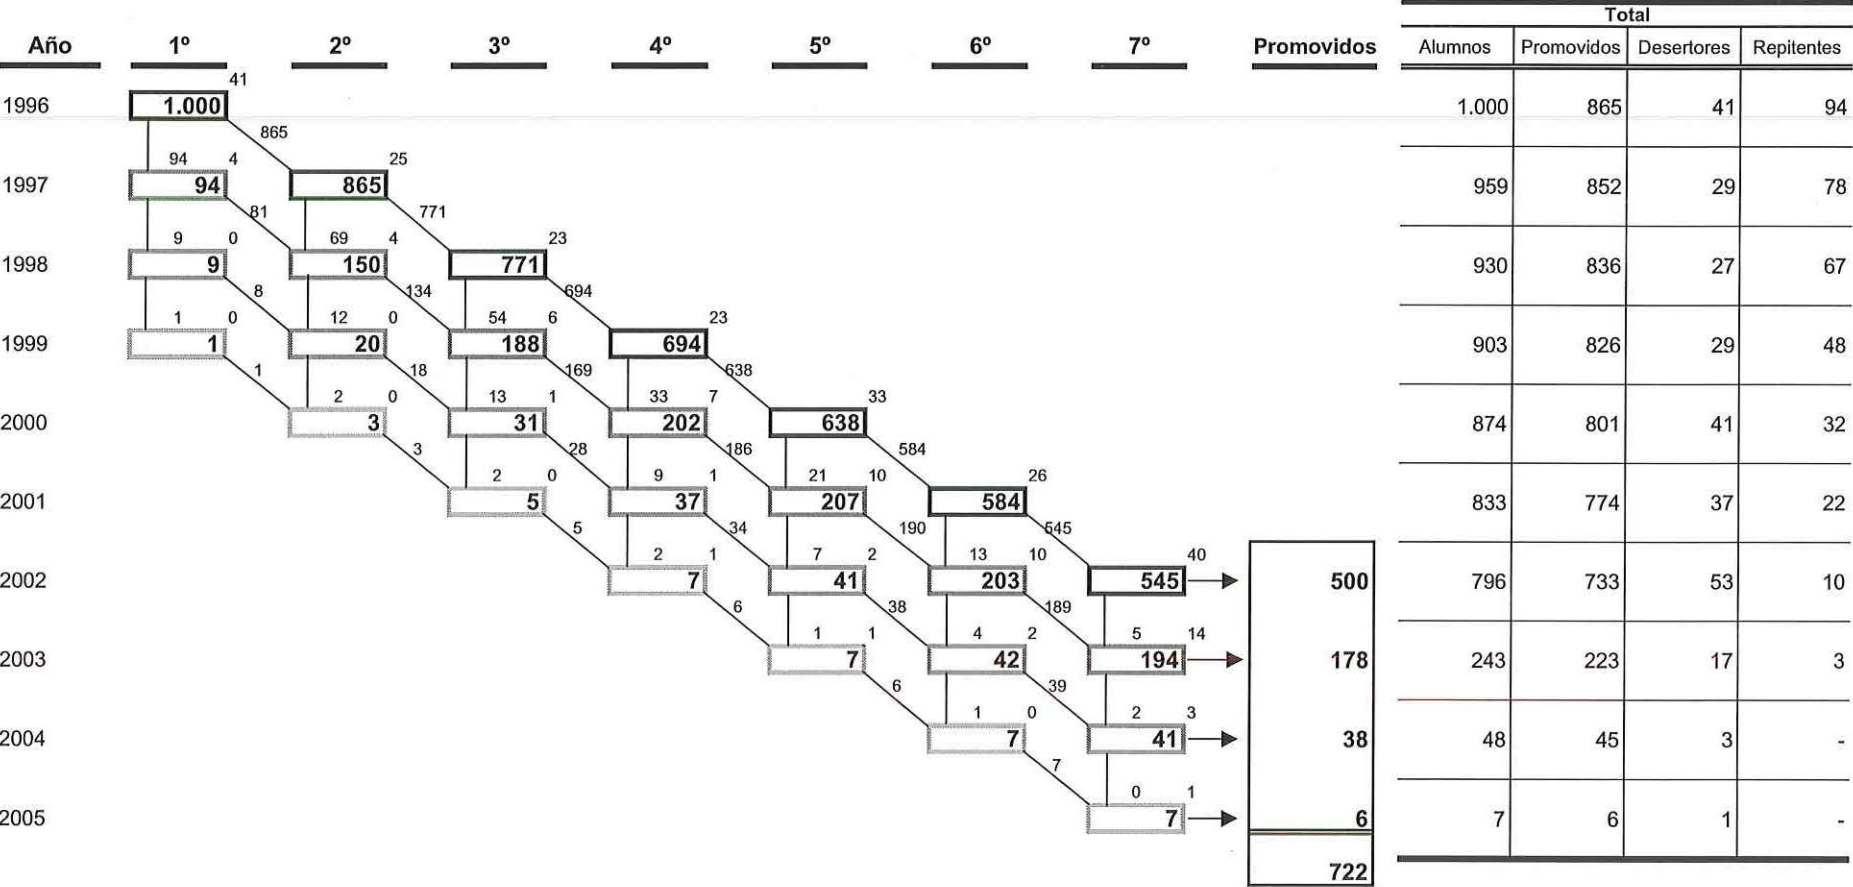 Total
Año 1º 2º 3º 4º 5º 6º 7º Promovidos Alumnos Promovidos Desertores Repitentes
41
1996 1.000 1.000 865 41 94
865
94 4 25
1997 94 865 959 852 29 78
81 771
9 0 69 4 23
1998 9 150 771 930 836 27 67
8 134 694
1 0 12 0 54 6 23
1999 1 20 188 694 903 826 29 48
1 18 169 638
2 0 13 1 33 7 33
2000 3 31 202 638 874 801 41 32
3 28 186 584
2 0 9 1 21 10 26
2001 5 37 207 584 833 774 37 22
5 34 190 545
2 1 7 2 13 10 40
2002 7 41 203 545 500 796 733 53 10
6 38 189
1 1 4 2 5 14
2003 7 42 194 178 243 223 17 3
6 39
1 0 2 3
2004 7 41 38 48 45 3 -
7
0 1
2005 7 6 7 6 1 -
722